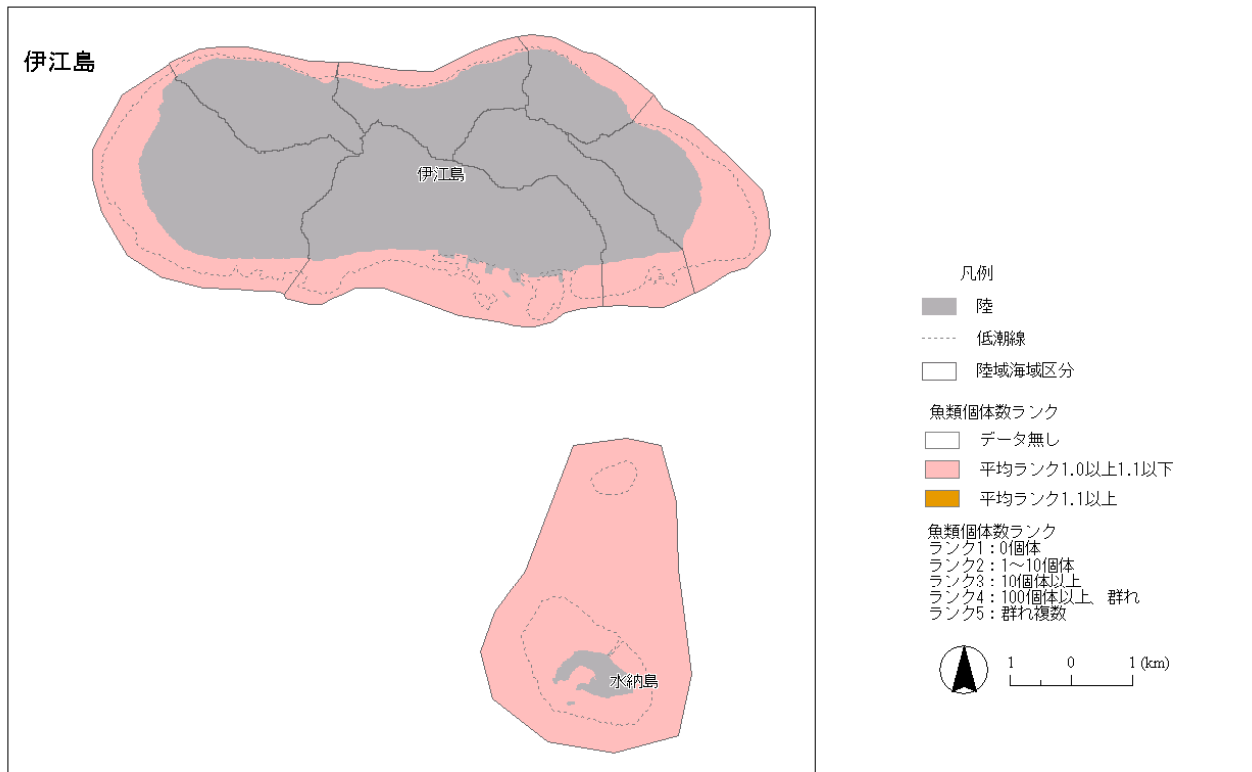 伊江島
伊江島
水納島
凡例
陸
低潮線
陸域海域区分
魚類個体数ランク
データ無し
平均ランク1.0以上1.1以下
平均ランク1.1以上
魚類個体数ランク
ランク1：0個体
ランク2：1～10個体
ランク3：10個体以上
ランク4：100個体以上、群れ
ランク5：群れ複数
1 0 1 (km)